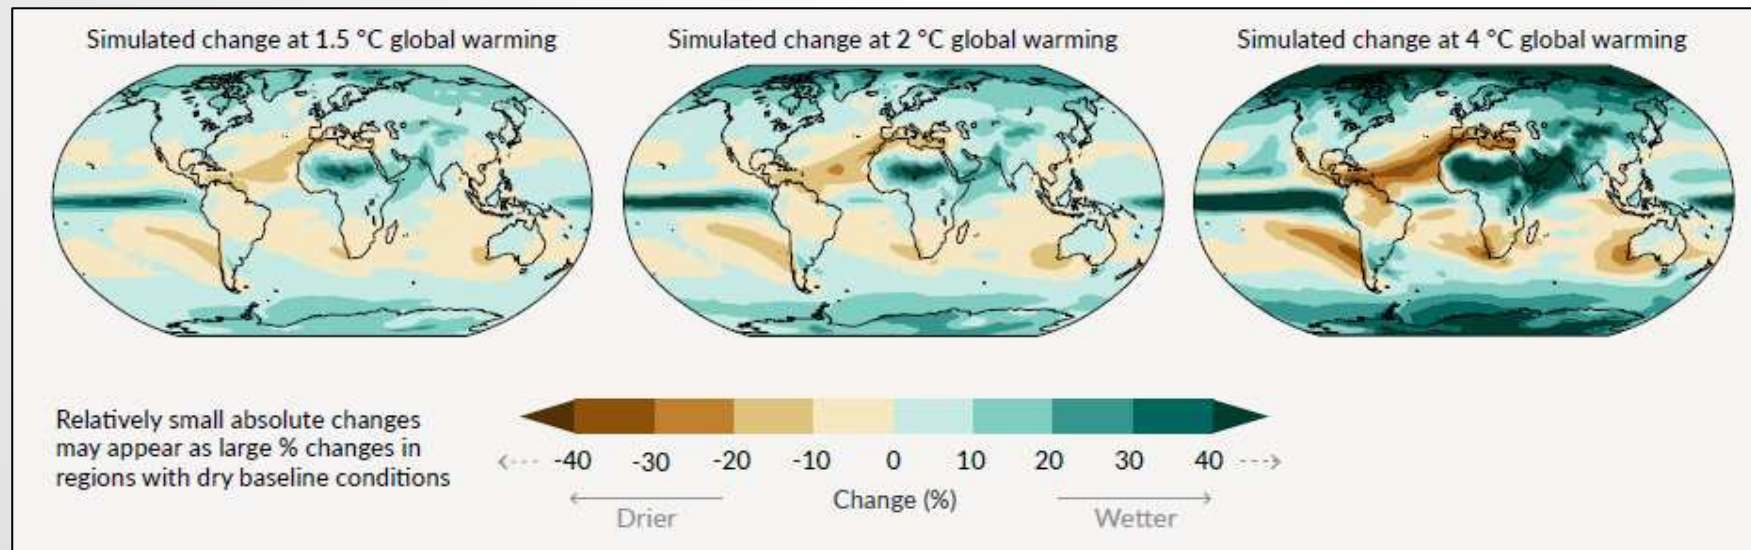 Simulated change at 1.5 °C global warming
Simulated change at 2 °C global warming
Simulated change at 4 °C global warming
Relatively small absolute changes
may appear as large % changes in
regions with dry baseline conditions
-40 -30 -20 -10 0 10 20 30 40
Change (%)
Drier
Wetter